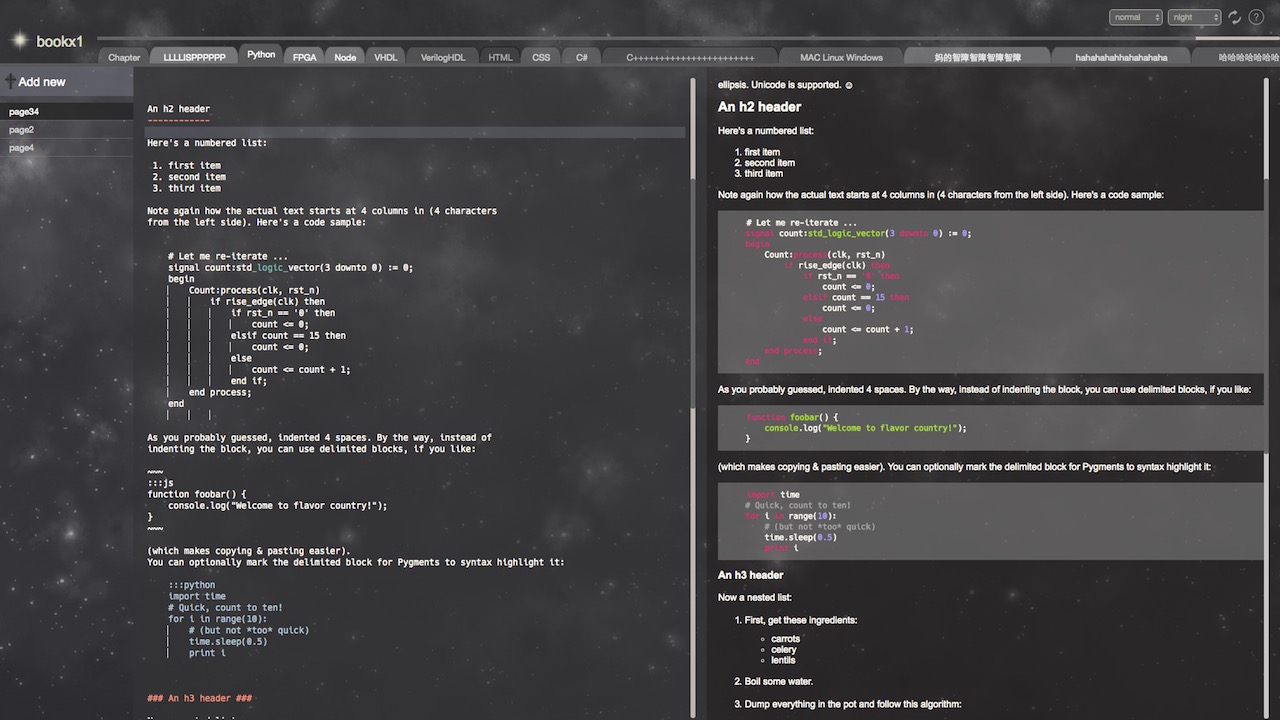 normal
night
?
bookx1
Chapter
LLLLISPPPPPP
Python
FPGA
Node
VHDL
VerilogHDL
HTML
CSS
C#
MAC Linux Windows
妈的智障智障智障智障
Add new
page34
page2
page4
An h2 header
------------
Here's a numbered list:
1. first item
2. second item
3. third item
Note again how the actual text starts at 4 columns in (4 characters
from the left side). Here's a code sample:
# Let me re-iterate ...
signal count:std_logic_vector(3 downto 0) := 0;
begin
Count:process(clk, rst_n)
if rise_edge(clk) then
if rst_n == '0' then
count <= 0;
elsif count == 15 then
count <= 0;
else
count <= count + 1;
end if;
end process;
end
As you probably guessed, indented 4 spaces. By the way, instead of
indenting the block, you can use delimited blocks, if you like:
~~~
:::js
function foobar() {
console.log("Welcome to flavor country!");
}
~~~
(which makes copying & pasting easier).
You can optionally mark the delimited block for Pygments to syntax highlight it:
:::python
import time
# Quick, count to ten!
for i in range(10):
# (but not *too* quick)
time.sleep(0.5)
print i
### An h3 header ###
ellipsis. Unicode is supported. ☺
An h2 header
Here's a numbered list:
1. first item
2. second item
3. third item
Note again how the actual text starts at 4 columns in (4 characters from the left side). Here's a code sample:
# Let me re-iterate ...
signal count:std_logic_vector(3 downto 0) := 0;
begin
Count:process(clk, rst_n)
if rise_edge(clk) then
if rst_n == '0' then
count <= 0;
elsif count == 15 then
count <= 0;
else
count <= count + 1;
end if;
end process;
end
As you probably guessed, indented 4 spaces. By the way, instead of indenting the block, you can use delimited blocks, if you like:
function foobar() {
console.log("Welcome to flavor country!");
}
(which makes copying & pasting easier). You can optionally mark the delimited block for Pygments to syntax highlight it:
import time
# Quick, count to ten!
for i in range(10):
# (but not *too* quick)
time.sleep(0.5)
print i
An h3 header
Now a nested list:
1. First, get these ingredients:
carrots
celery
lentils
2. Boil some water.
3. Dump everything in the pot and follow this algorithm: